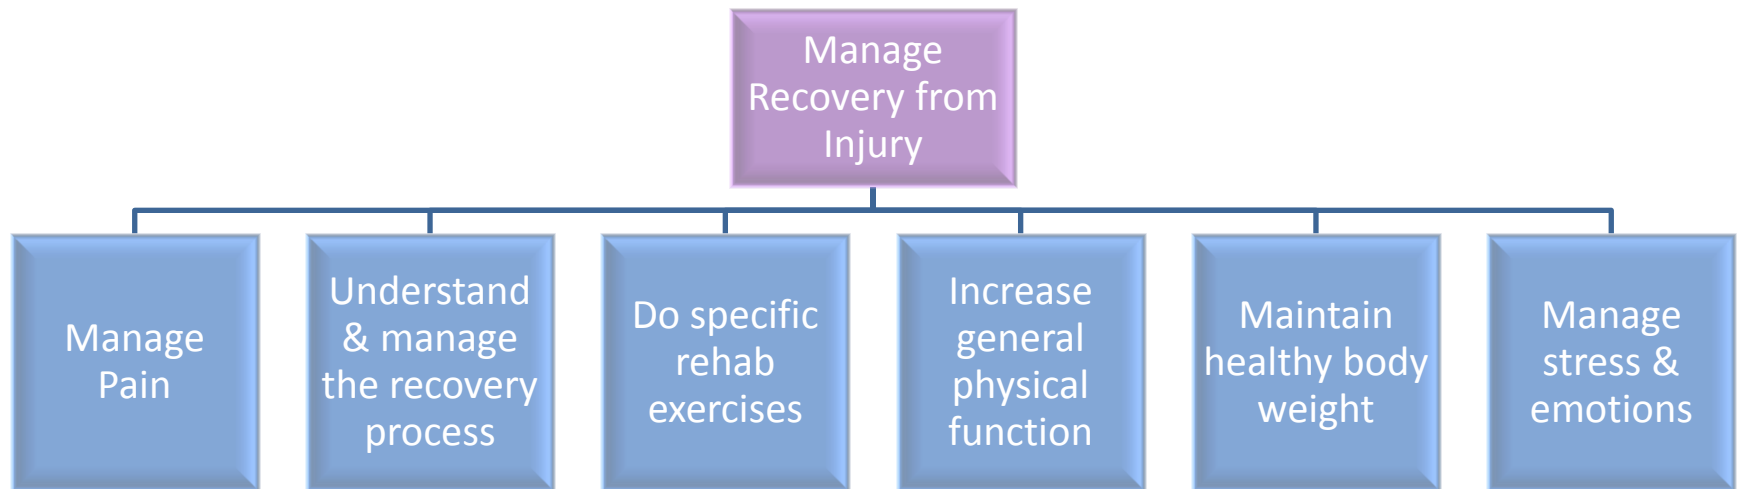 Manage
Recovery from
Injury
Manage
Pain
Understand
& manage
the recovery
process
Do specific
rehab
exercises
Increase
general
physical
function
Maintain
healthy body
weight
Manage
stress &
emotions